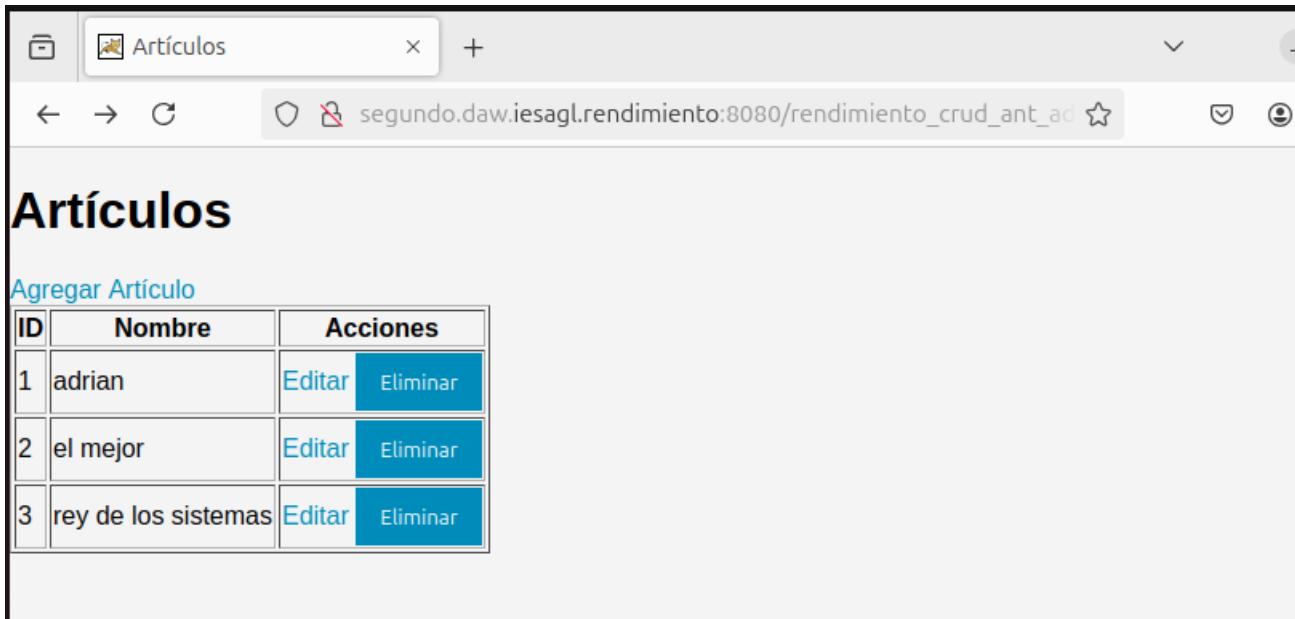 Artículos
segundo.daw.iesagl.rendimiento:8080/rendimiento_crud_ant_ad
Artículos
Agregar Artículo
ID Nombre Acciones
1 adrian Editar Eliminar
2 el mejor Editar Eliminar
3 rey de los sistemas Editar Eliminar